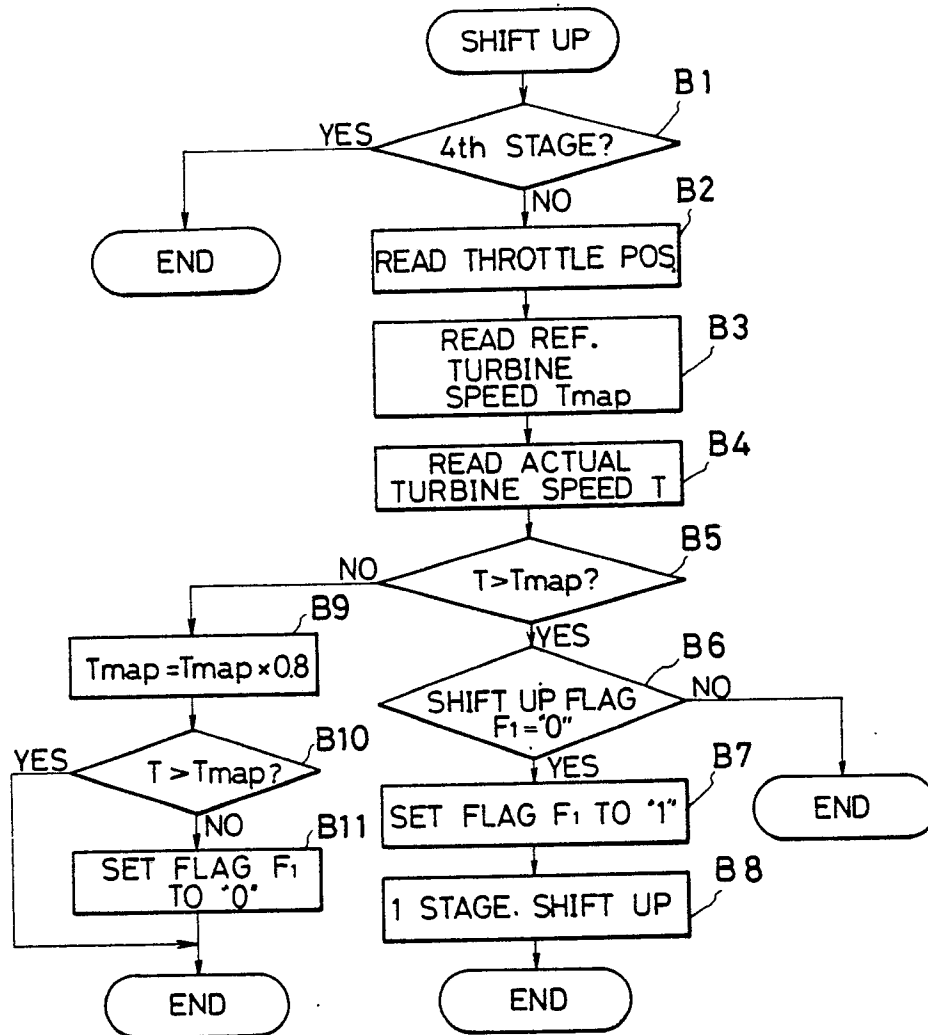 SHIFT UP
B1
YES
4th STAGE?
NO
B2
END
READ THROTTLE POS.
B3
READ REF.
TURBINE
SPEED Tmap
B4
READ ACTUAL
TURBINE SPEED T
B5
NO
T>Tmap?
B9
YES
B6
Tmap=Tmap×0.8
SHIFT UP FLAG
F1="0"
NO
B10
YES
T>Tmap?
YES
B7
NO
B11
SET FLAG F1 TO "1"
END
SET FLAG F1
TO "0"
B8
1 STAGE. SHIFT UP
END
END